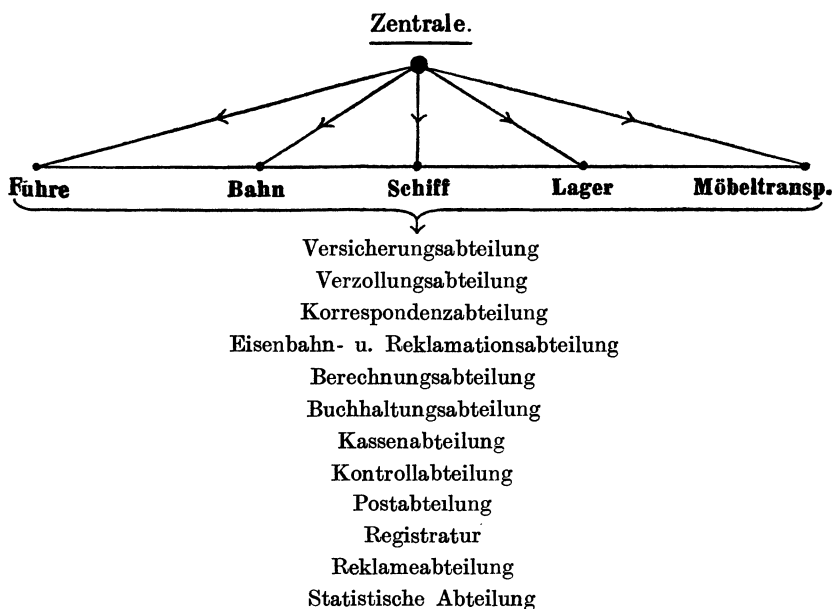 Zentrale.
Fuhre Bahn Schiff Lager Möbeltransp.
Versicherungsabteilung
Verzollungsabteilung
Korrespondenzabteilung
Eisenbahn- u. Reklamationsabteilung
Berechnungsabteilung
Buchhaltungsabteilung
Kassenabteilung
Kontrollabteilung
Postabteilung
Registratur
Reklameabteilung
Statistische Abteilung